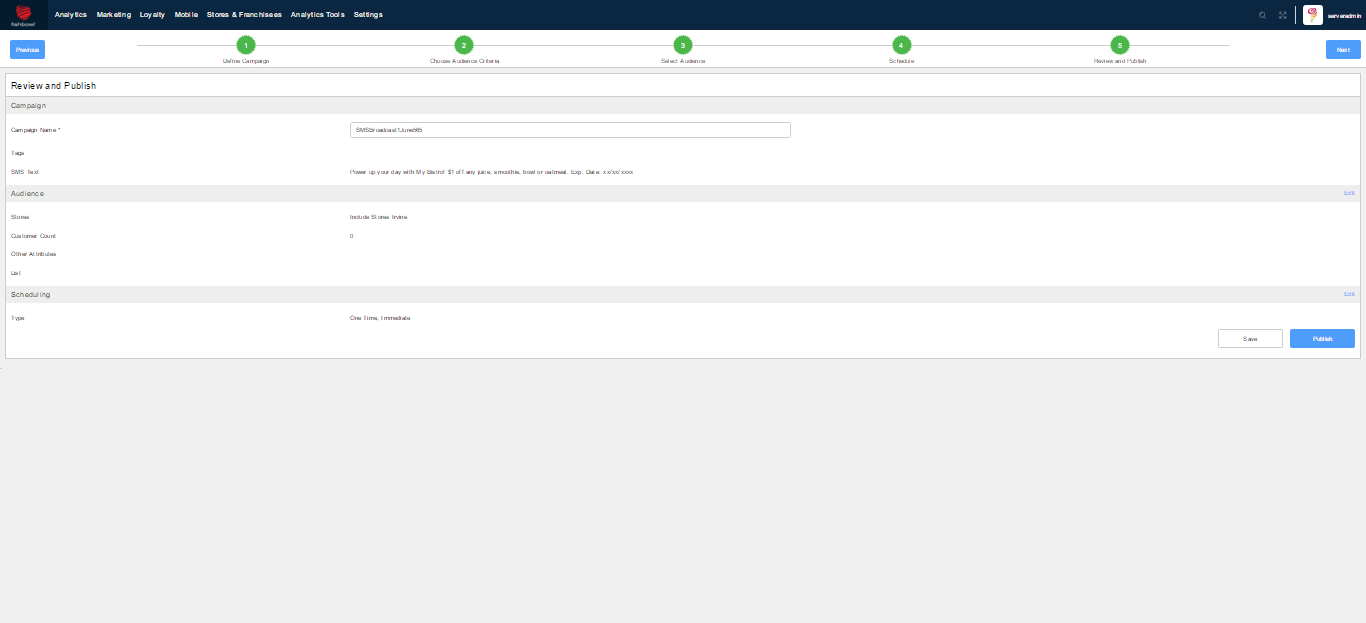 fishbowl
Analytics Marketing Loyalty Mobile Stores & Franchisees Analytics Tools Settings
serveradmin
Previous
1 2 3 4 5
Define Campaign Choose Audience Criteria Select Audience Schedule Review and Publish
Next
Review and Publish
Campaign
Campaign Name *
SMSBroadcast1June565
Tags
SMS Text
Power up your day with My Bistro! $1 off any juice, smoothie, bowl or oatmeal. Exp. Date: xx/xx/xxxx
Audience Edit
Stores Include Stores Irvine
Customer Count 0
Other Attributes
List
Scheduling Edit
Type One Time, Immediate
Save Publish